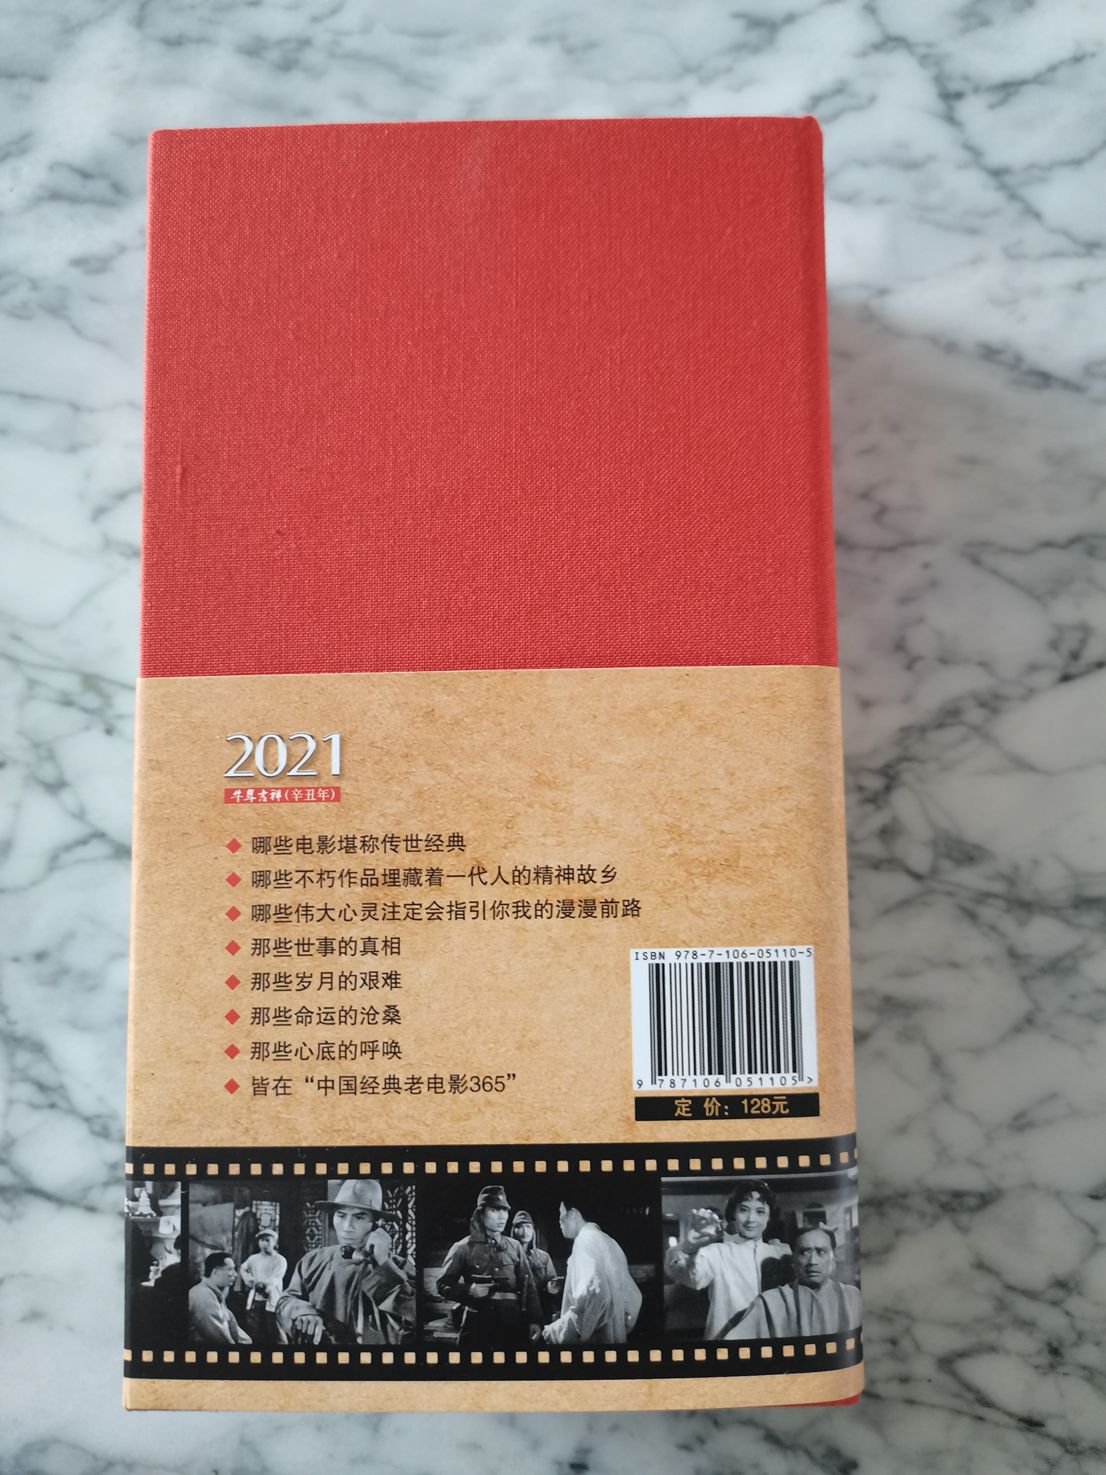 2021
牛年吉祥(辛丑年)
◆ 哪些电影堪称传世经典
◆ 哪些不朽作品埋藏着一代人的精神故乡
◆ 哪些伟大心灵注定会指引你我的漫漫前路
◆ 那些世事的真相
◆ 那些岁月的艰难
◆ 那些命运的沧桑
◆ 那些心底的呼唤
◆ 皆在“中国经典老电影365”
ISBN 978-7-106-05110-5
9 787106 051105 >
定 价：128元